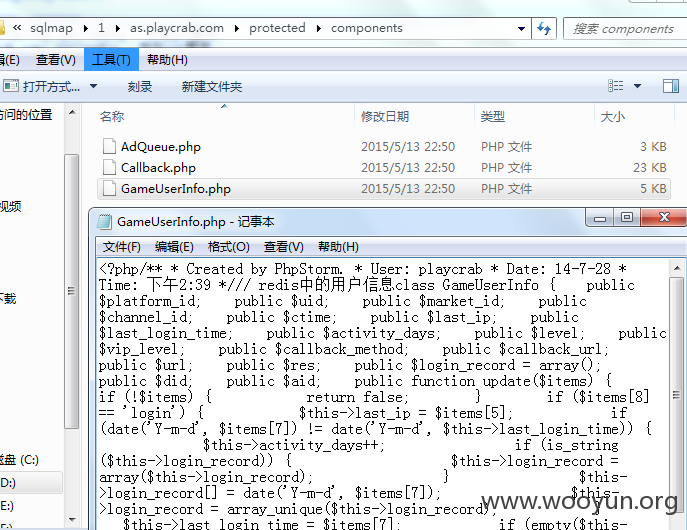 « sqlmap › 1 › as.playcrab.com › protected › components
搜索 components
辑(E) 查看(V) 工具(T) 帮助(H)
打开方式... 刻录 新建文件夹
访问的位置
名称 修改日期 类型 大小
AdQueue.php 2015/5/13 22:50 PHP 文件 3 KB
Callback.php 2015/5/13 22:50 PHP 文件 23 KB
GameUserInfo.php 2015/5/13 22:50 PHP 文件 5 KB
视频
下载
磁盘 (C:)
D:)
E:)
GameUserInfo.php - 记事本
文件(F) 编辑(E) 格式(O) 查看(V) 帮助(H)
<?php/** * Created by PhpStorm. * User: playcrab * Date: 14-7-28 *
Time: 下午2:39 *//// redis中的用户信息class GameUserInfo { public
$platform_id; public $uid; public $market_id; public
$channel_id; public $ctime; public $last_ip; public
$last_login_time; public $activity_days; public $level; public
$vip_level; public $callback_method; public $callback_url;
public $url; public $res; public $login_record = array();
public $did; public $aid; public function update($items) {
if (!$items) { return false; } if ($items[8]
== 'login') { $this->last_ip = $items[5]; if
(date('Y-m-d', $items[7]) != date('Y-m-d', $this->last_login_time)) {
$this->activity_days++; if (is_string
($this->login_record)) { $this->login_record =
array($this->login_record); } $this-
>login_record[] = date('Y-m-d', $items[7]); $this-
>login_record = array_unique($this->login_record);
$this->last_login_time = $items[7]; if (empty($this-
www.wooyun.org